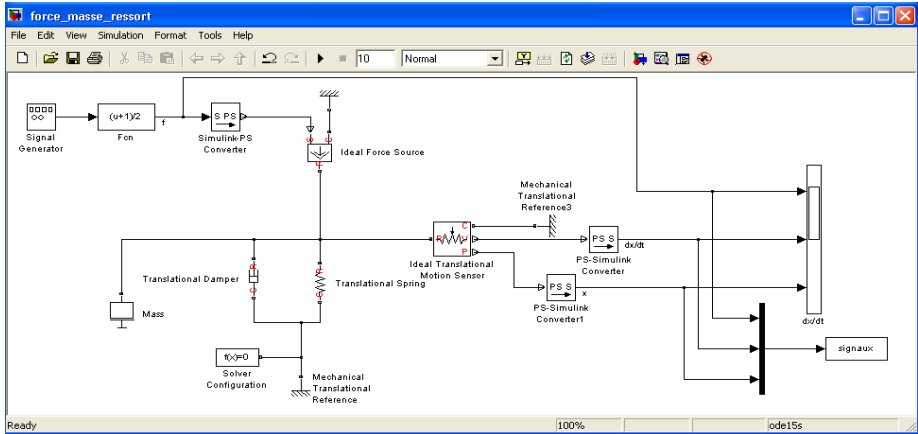 force_masse_ressort
File Edit View Simulation Format Tools Help
10 Normal
Signal
Generator
(u+1)/2
Fcn
f
S PS
Simulink-PS
Converter
S
C
R
Ideal Force Source
Mechanical
Translational
Reference3
R
C
V
P
Ideal Translational
Motion Sensor
PS S
dx/dt
PS-Simulink
Converter
PS S
x
PS-Simulink
Converter1
Translational Damper
R
C
Translational Spring
R
C
Mass
f(x)=0
Solver
Configuration
Mechanical
Translational
Reference
dx/dt
signaux
Ready 100% ode15s